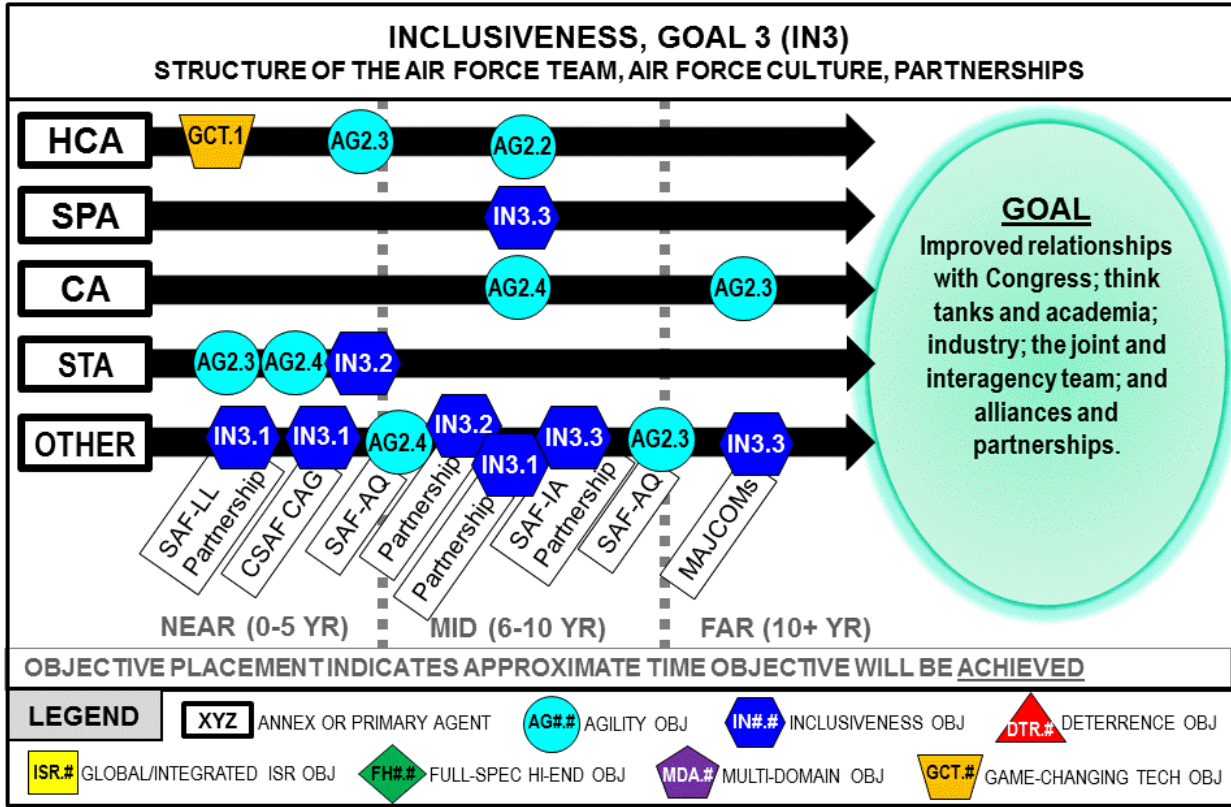 INCLUSIVENESS, GOAL 3 (IN3)
STRUCTURE OF THE AIR FORCE TEAM, AIR FORCE CULTURE, PARTNERSHIPS
HCA
GCT.1
AG2.3
AG2.2
SPA
IN3.3
CA
AG2.4
AG2.3
STA
AG2.3
AG2.4
IN3.2
OTHER
IN3.1
IN3.1
AG2.4
IN3.2
IN3.1
IN3.3
AG2.3
IN3.3
SAF-LL
Partnership
CSAF CAG
SAF-AQ
Partnership
Partnership
SAF-IA
Partnership
SAF-AQ
MAJCOMs
GOAL
Improved relationships
with Congress; think
tanks and academia;
industry; the joint and
interagency team; and
alliances and
partnerships.
NEAR (0-5 YR)
MID (6-10 YR)
FAR (10+ YR)
OBJECTIVE PLACEMENT INDICATES APPROXIMATE TIME OBJECTIVE WILL BE ACHIEVED
LEGEND
XYZ ANNEX OR PRIMARY AGENT
AG#.# AGILITY OBJ
IN#.# INCLUSIVENESS OBJ
DTR.# DETERRENCE OBJ
ISR.# GLOBAL/INTEGRATED ISR OBJ
FH#.# FULL-SPEC HI-END OBJ
MDA.# MULTI-DOMAIN OBJ
GCT.# GAME-CHANGING TECH OBJ